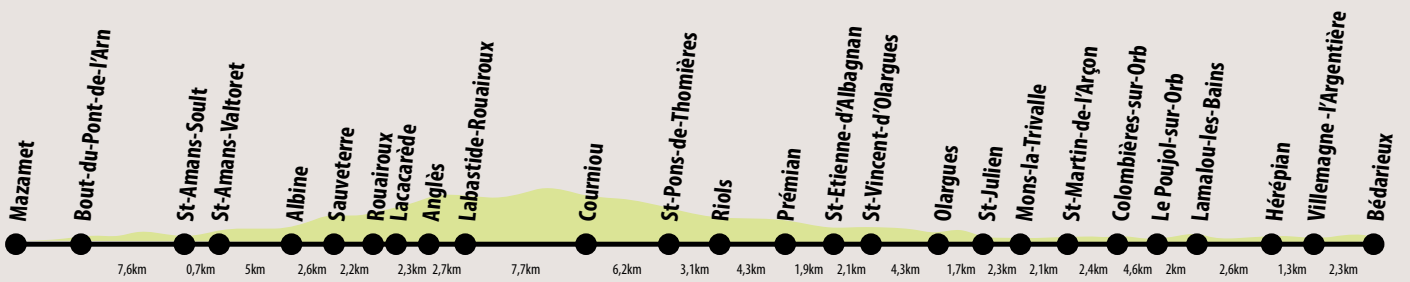 Mazamet
Bout-du-Pont-de-l'Arn
St-Amans-Soult
St-Amans-Valtoret
Albine
Sauveterre
Rouairoux
Lacacarède
Anglès
Labastide-Rouairoux
Courniou
St-Pons-de-Thomières
Riols
Prémian
St-Etienne-d'Albagnan
St-Vincent-d'Olargues
Olargues
St-Julien
Mons-la-Trivalle
St-Martin-de-l'Arçon
Colombières-sur-Orb
Le Poujol-sur-Orb
Lamalou-les-Bains
Hérépian
Villemagne -l'Argentière
Bédarieux
7,6km 0,7km 5km 2,6km 2,2km 2,3km 2,7km 7,7km 6,2km 3,1km 4,3km 1,9km 2,1km 4,3km 1,7km 2,3km 2,1km 2,4km 4,6km 2km 2,6km 1,3km 2,3km